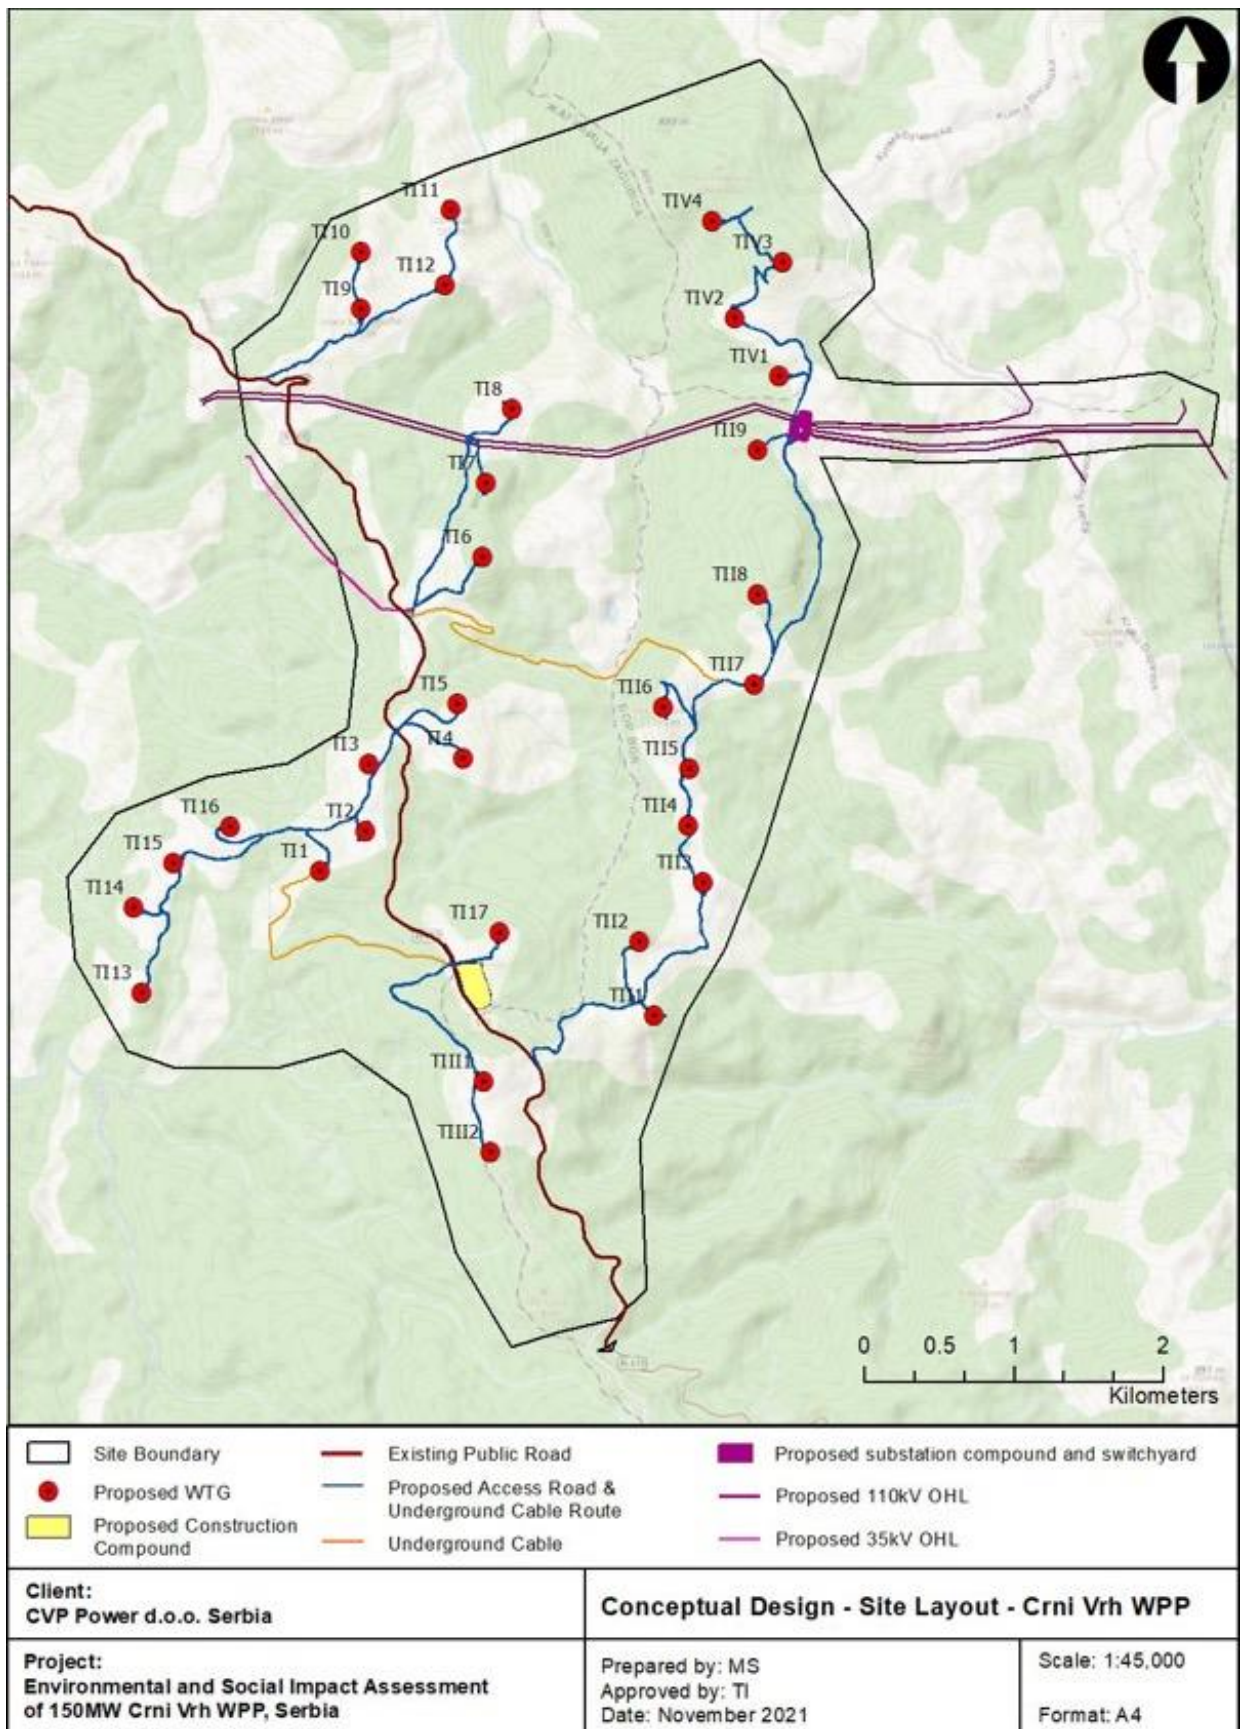 TI11
TIV4
TI10
TIV3
TI12
TI9
TIV2
TIV1
TI8
TII9
TI7
TI6
TII8
TII7
TII6
TI5
TI4
TI3
TII5
TII4
TI16
TI2
TI15
TI1
TII3
TI14
TI17
TII2
TI13
TII1
TIII1
TIII2
0 0.5 1 2
Kilometers
Site Boundary
Existing Public Road
Proposed substation compound and switchyard
Proposed WTG
Proposed Access Road &
Underground Cable Route
Proposed 110kV OHL
Proposed Construction
Compound
Underground Cable
Proposed 35kV OHL
Client:
CVP Power d.o.o. Serbia
Conceptual Design - Site Layout - Crni Vrh WPP
Project:
Environmental and Social Impact Assessment
of 150MW Crni Vrh WPP, Serbia
Prepared by: MS
Approved by: TI
Date: November 2021
Scale: 1:45,000
Format: A4